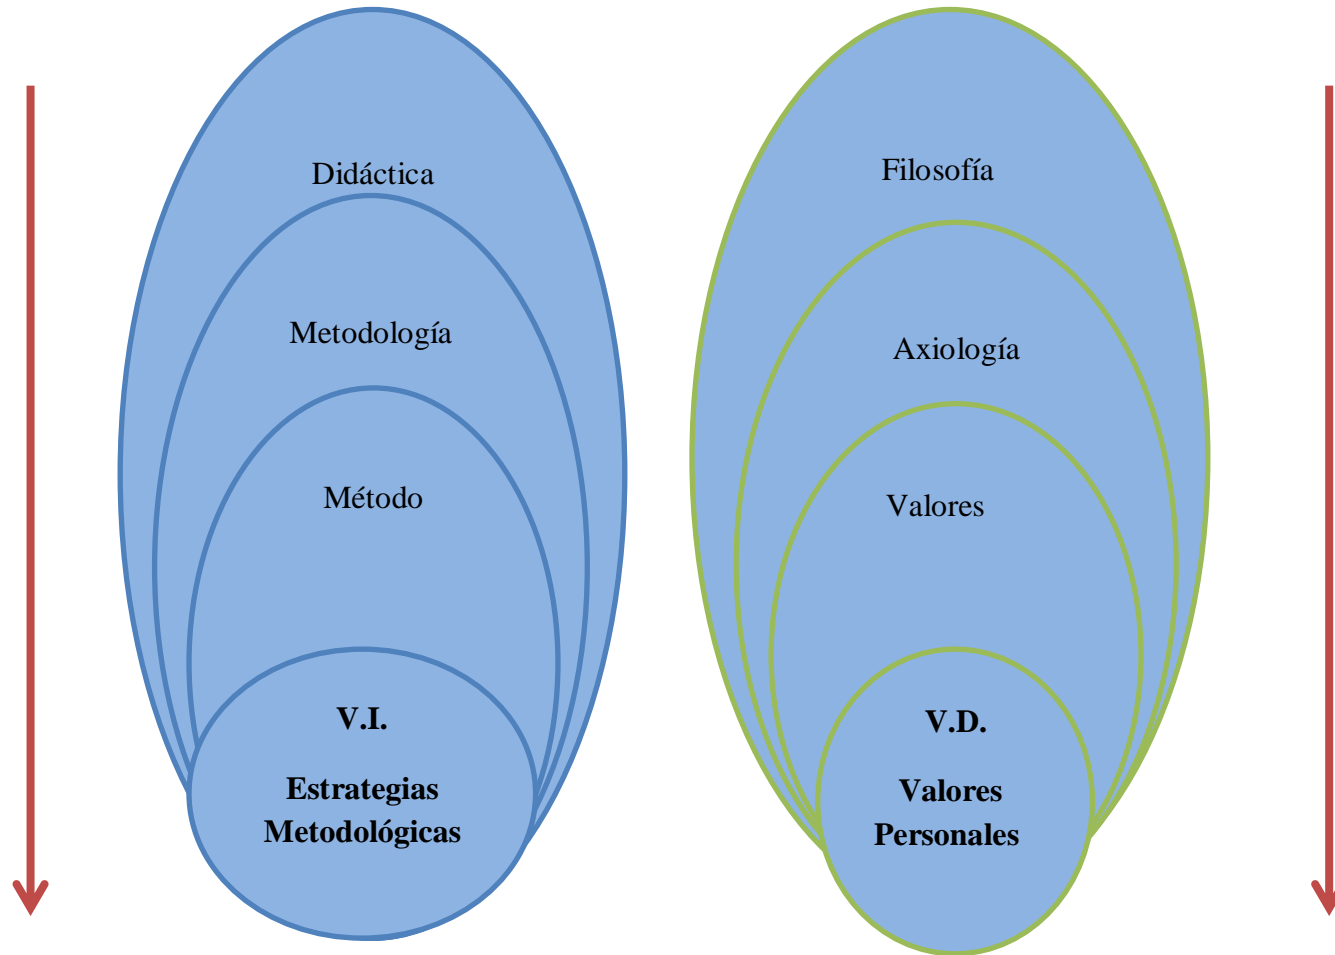 Didáctica
Metodología
Método
V.I.
Estrategias
Metodológicas
Filosofía
Axiología
Valores
V.D.
Valores
Personales